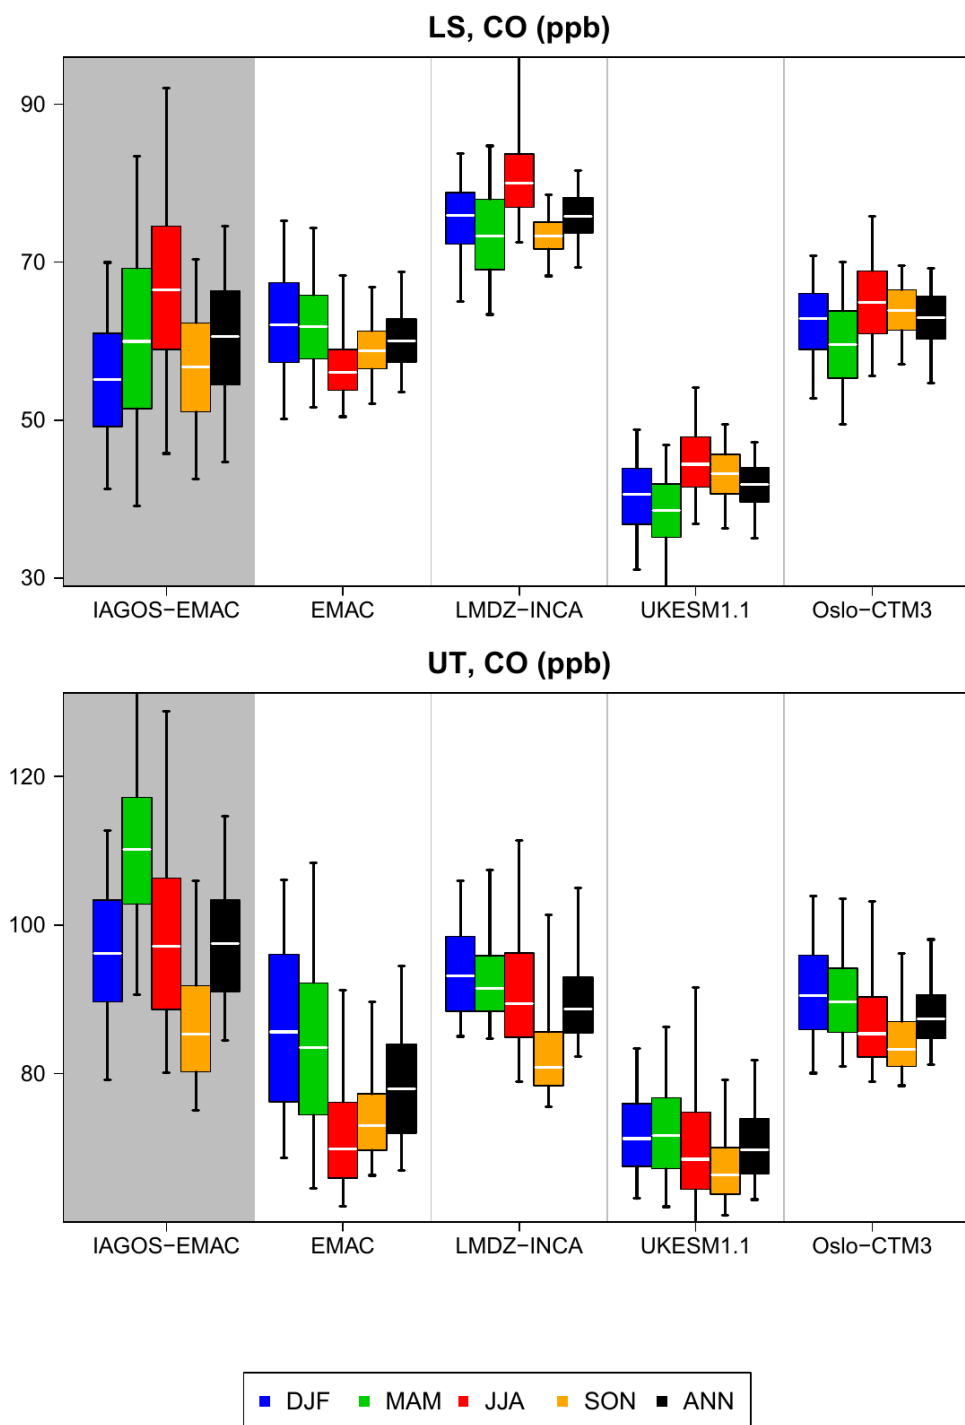 LS, CO (ppb)
90
70
50
30
IAGOS−EMAC EMAC LMDZ−INCA UKESM1.1 Oslo−CTM3
UT, CO (ppb)
120
100
80
IAGOS−EMAC EMAC LMDZ−INCA UKESM1.1 Oslo−CTM3
DJF MAM JJA SON ANN